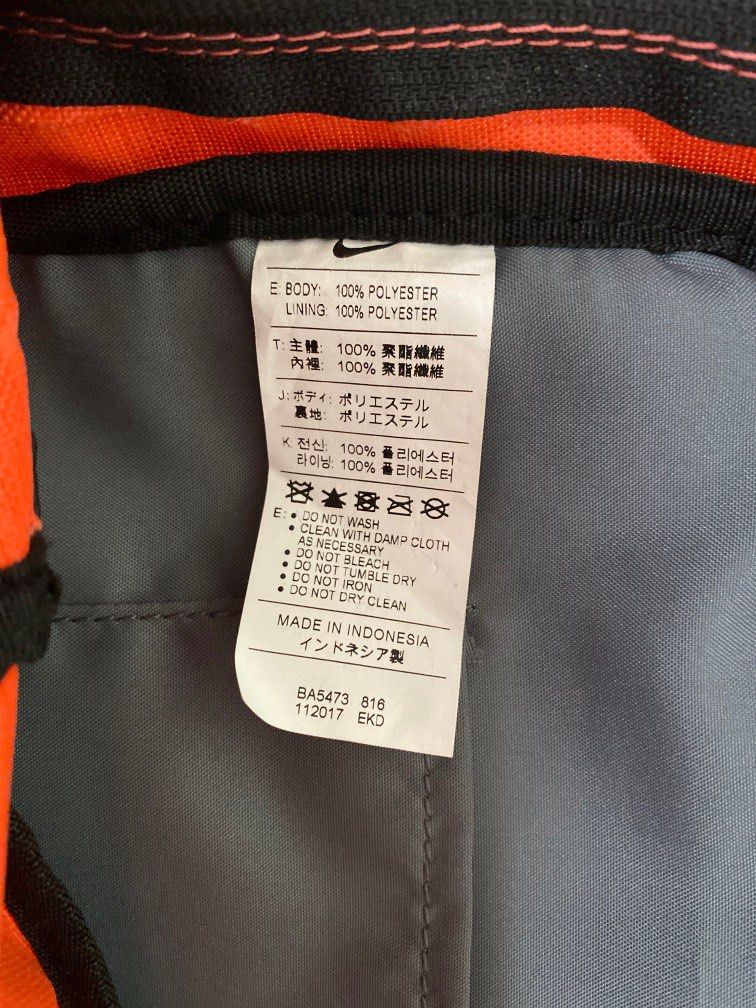 E: BODY: 100% POLYESTER
LINING: 100% POLYESTER
T: 主體: 100% 聚酯纖維
內裡: 100% 聚酯纖維
J: ボディ: ポリエステル
裏地: ポリエステル
K: 전신: 100% 폴리에스터
라이닝: 100% 폴리에스터
E: • DO NOT WASH
• CLEAN WITH DAMP CLOTH
AS NECESSARY
• DO NOT BLEACH
• DO NOT TUMBLE DRY
• DO NOT IRON
• DO NOT DRY CLEAN
MADE IN INDONESIA
インドネシア製
BA5473 816
112017 EKD